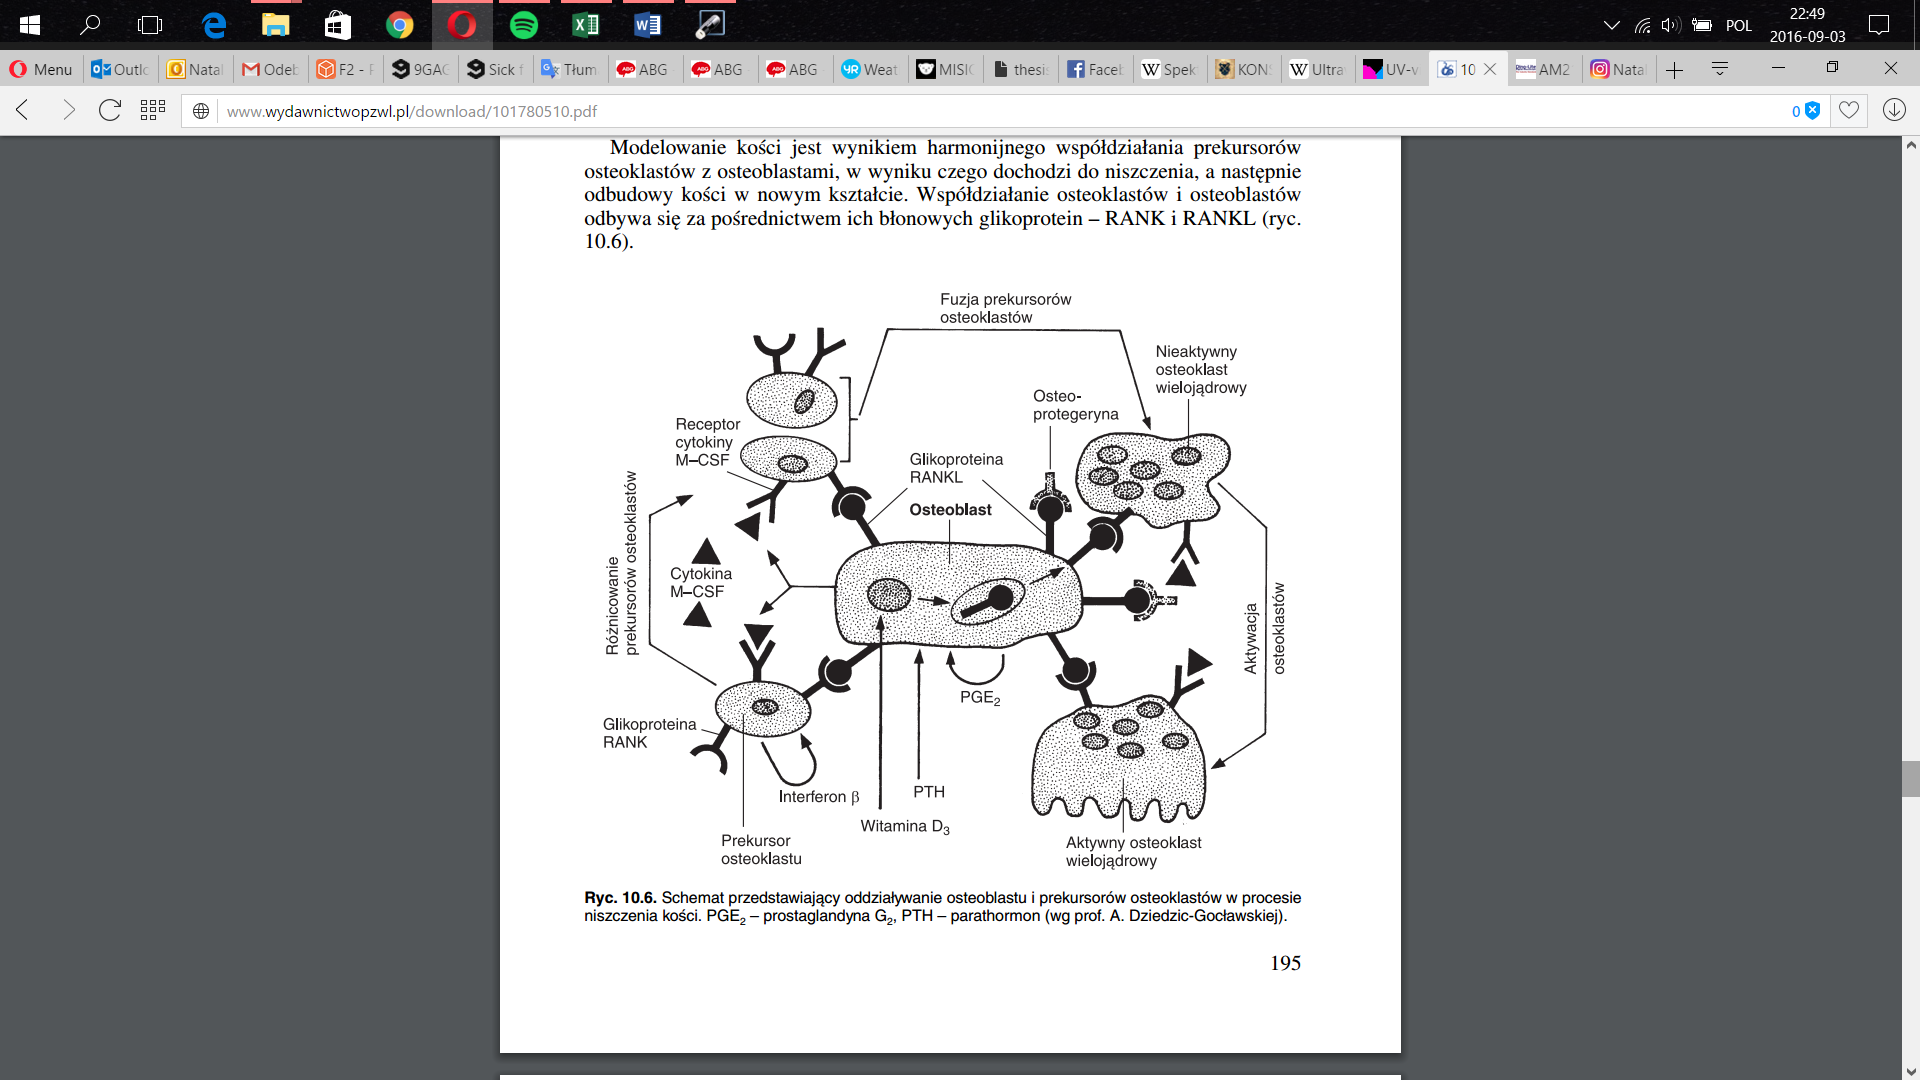 POL
22:49
2016-09-03
Menu
Outlo
Natal
Odeb
F2 - F
9GAG
Sick f
Tłum
ABG
ABG
ABG
Weat
MISIC
thesis
Faceb
Spek
KONS
Ultra
UV-v
10
AM2
Natal
www.wydawnictwopzwl.pl/download/101780510.pdf
0
Modelowanie kości jest wynikiem harmonijnego współdziałania prekursorów
osteoklastów z osteoblastami, w wyniku czego dochodzi do niszczenia, a następnie
odbudowy kości w nowym kształcie. Współdziałanie osteoklastów i osteoblastów
odbywa się za pośrednictwem ich błonowych glikoprotein – RANK i RANKL (ryc.
10.6).
Fuzja prekursorów
osteoklastów
Nieaktywny
osteoklast
wielojądrowy
Osteo-
protegeryna
Receptor
cytokiny
M–CSF
Glikoproteina
RANKL
Osteoblast
Różnicowanie
prekursorów osteoklastów
Cytokina
M–CSF
Aktywacja
osteoklastów
PGE2
Glikoproteina
RANK
Interferon β
PTH
Witamina D3
Prekursor
osteoklastu
Aktywny osteoklast
wielojądrowy
Ryc. 10.6. Schemat przedstawiający oddziaływanie osteoblastu i prekursorów osteoklastów w procesie
niszczenia kości. PGE2 – prostaglandyna G2, PTH – parathormon (wg prof. A. Dziedzic-Gocławskiej).
195